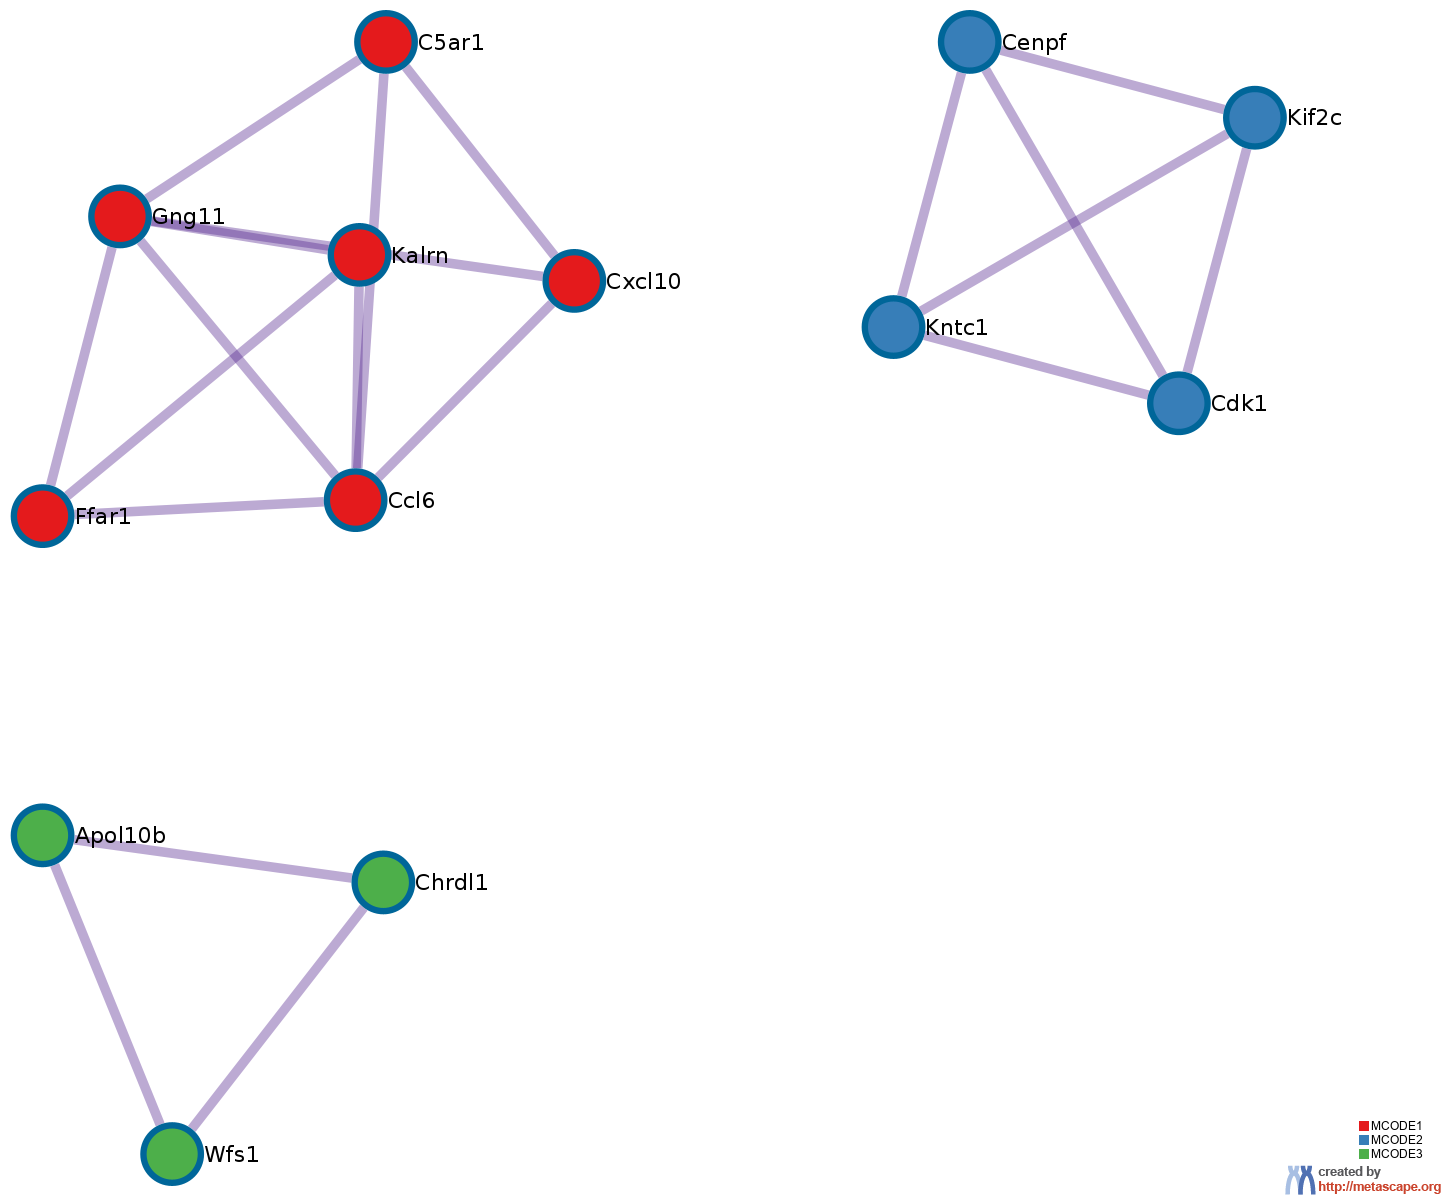 C5ar1
Cenpf
Kif2c
Gng11
Kalrn
Cxcl10
Kntc1
Cdk1
Ccl6
Ffar1
Apol10b
Chrdl1
Wfs1
MCODE1
MCODE2
MCODE3
created by
http://metascape.org